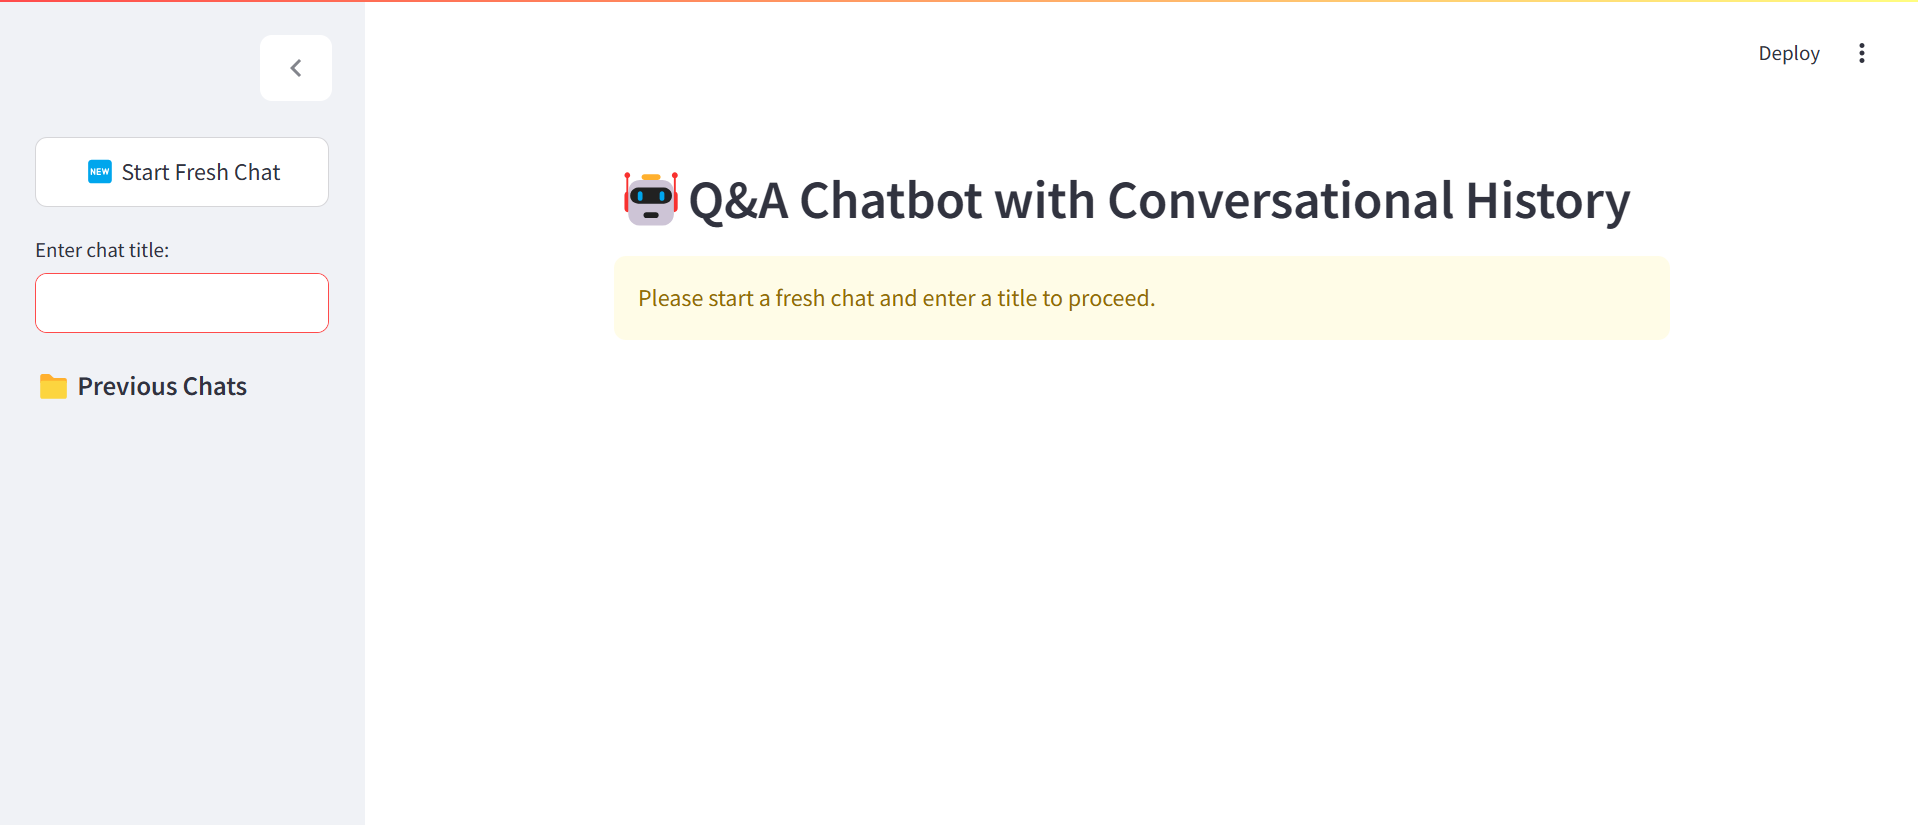 Deploy
NEW Start Fresh Chat
Enter chat title:
Previous Chats
Q&A Chatbot with Conversational History
Please start a fresh chat and enter a title to proceed.